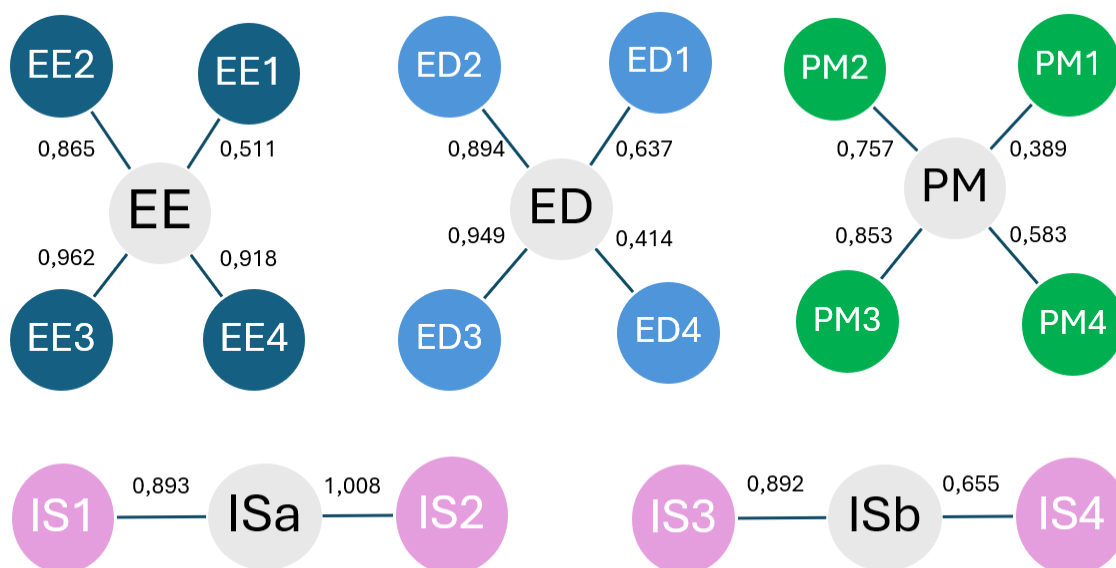 EE2
EE1
0,865
0,511
EE
0,962
0,918
EE3
EE4
ED2
ED1
0,894
0,637
ED
0,949
0,414
ED3
ED4
PM2
PM1
0,757
0,389
PM
0,853
0,583
PM3
PM4
IS1
0,893
ISa
1,008
IS2
IS3
0,892
ISb
0,655
IS4